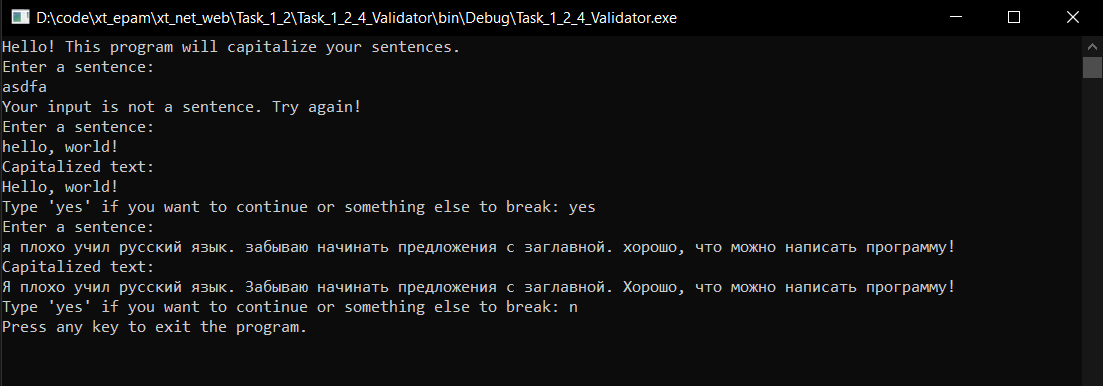 D:\code\xt_epam\xt_net_web\Task_1_2\Task_1_2_4_Validator\bin\Debug\Task_1_2_4_Validator.exe
Hello! This program will capitalize your sentences.
Enter a sentence:
asdfa
Your input is not a sentence. Try again!
Enter a sentence:
hello, world!
Capitalized text:
Hello, world!
Type 'yes' if you want to continue or something else to break: yes
Enter a sentence:
я плохо учил русский язык. забываю начинать предложения с заглавной. хорошо, что можно написать программу!
Capitalized text:
Я плохо учил русский язык. Забываю начинать предложения с заглавной. Хорошо, что можно написать программу!
Type 'yes' if you want to continue or something else to break: n
Press any key to exit the program.